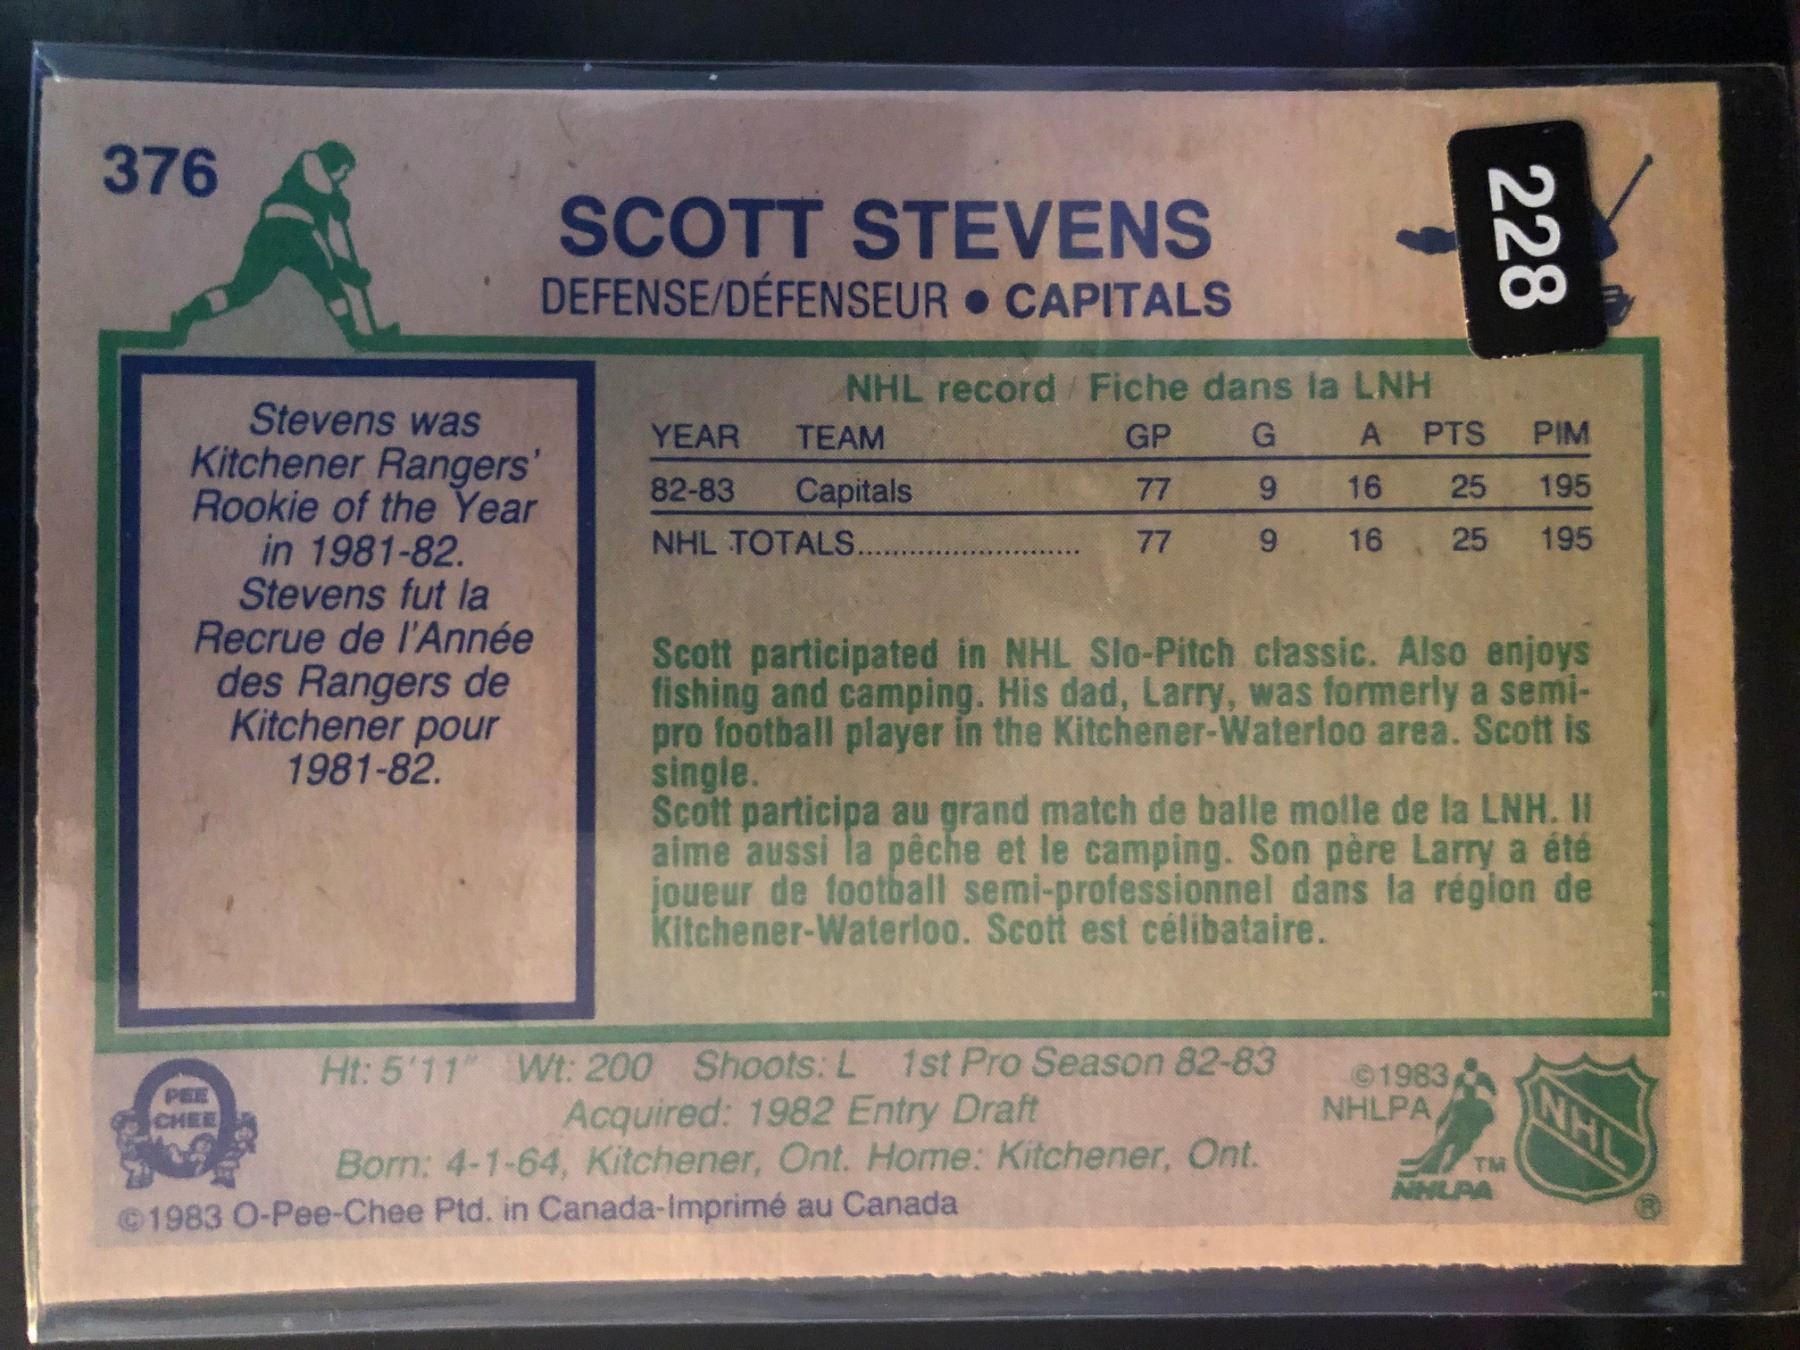 376
SCOTT STEVENS
DEFENSE/DÉFENSEUR • CAPITALS
228
Stevens was
Kitchener Rangers'
Rookie of the Year
in 1981-82.
Stevens fut la
Recrue de l'Année
des Rangers de
Kitchener pour
1981-82.
NHL record / Fiche dans la LNH
YEAR TEAM GP G A PTS PIM
82-83 Capitals 77 9 16 25 195
NHL TOTALS.......................... 77 9 16 25 195
Scott participated in NHL Slo-Pitch classic. Also enjoys
fishing and camping. His dad, Larry, was formerly a semi-
pro football player in the Kitchener-Waterloo area. Scott is
single.
Scott participa au grand match de balle molle de la LNH. Il
aime aussi la pêche et le camping. Son père Larry a été
joueur de football semi-professionnel dans la région de
Kitchener-Waterloo. Scott est célibataire.
Ht: 5'11" Wt: 200 Shoots: L 1st Pro Season 82-83
Acquired: 1982 Entry Draft
Born: 4-1-64, Kitchener, Ont. Home: Kitchener, Ont.
©1983 O-Pee-Chee Ptd. in Canada-Imprimé au Canada
PEE
CHEE
©1983
NHLPA
TM
NHLPA
NHL
®